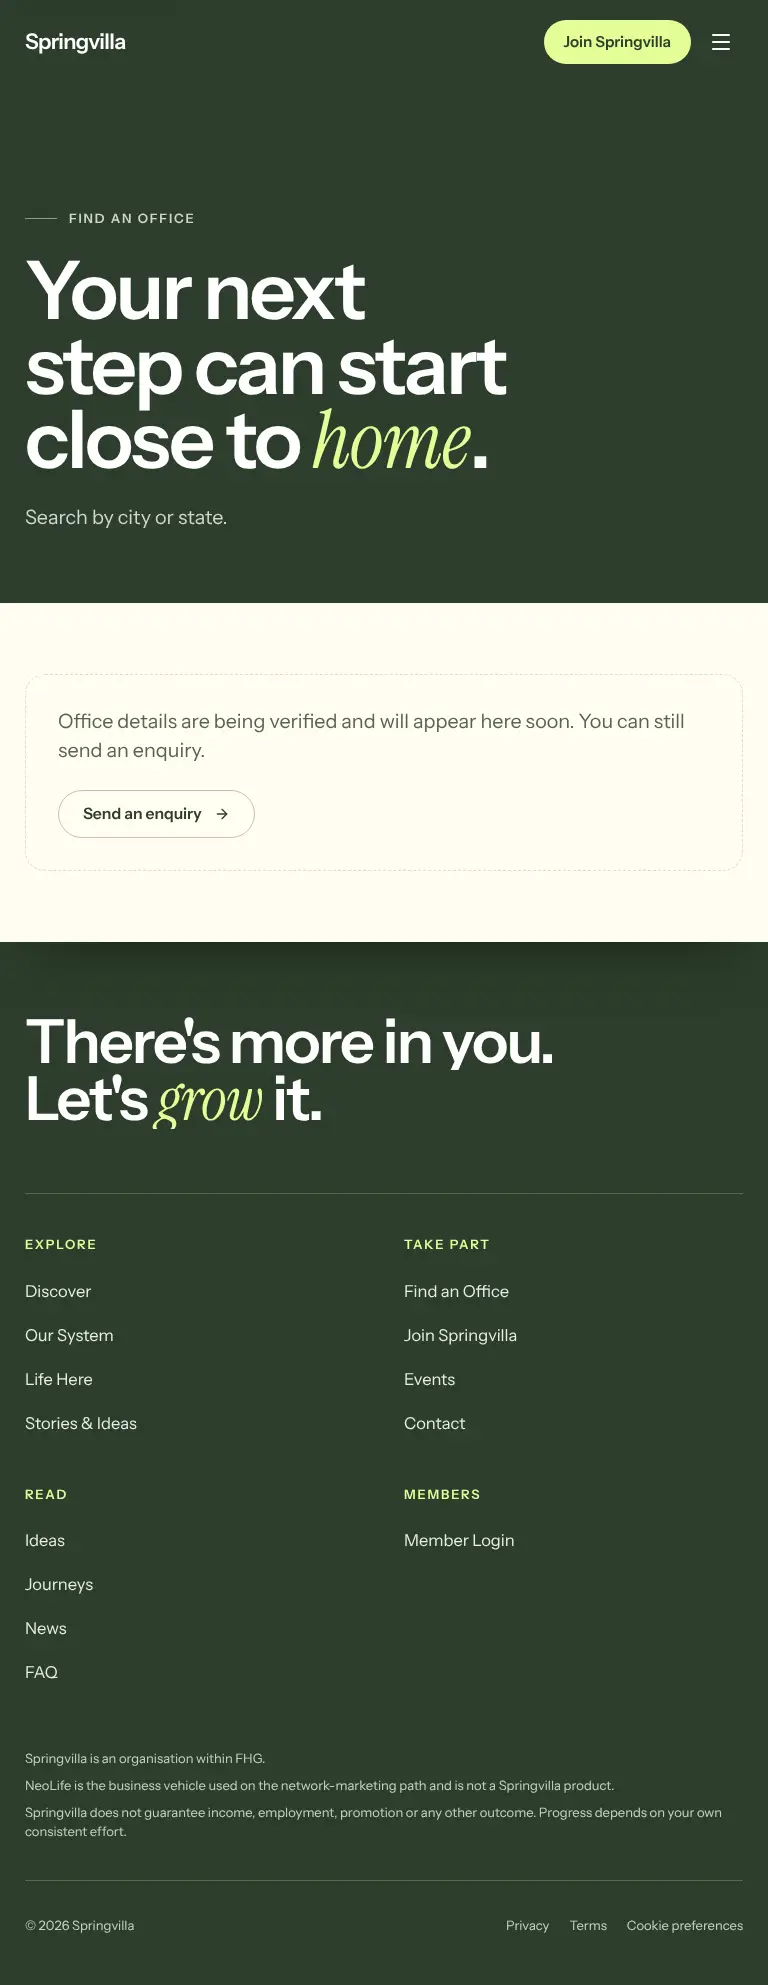 Springvilla
Join Springvilla
FIND AN OFFICE
Your next
step can start
close to home.
Search by city or state.
Office details are being verified and will appear here soon. You can still
send an enquiry.
Send an enquiry →
There's more in you.
Let's grow it.
EXPLORE
Discover
Our System
Life Here
Stories & Ideas
TAKE PART
Find an Office
Join Springvilla
Events
Contact
READ
Ideas
Journeys
News
FAQ
MEMBERS
Member Login
Springvilla is an organisation within FHG.
NeoLife is the business vehicle used on the network-marketing path and is not a Springvilla product.
Springvilla does not guarantee income, employment, promotion or any other outcome. Progress depends on your own
consistent effort.
© 2026 Springvilla
Privacy
Terms
Cookie preferences